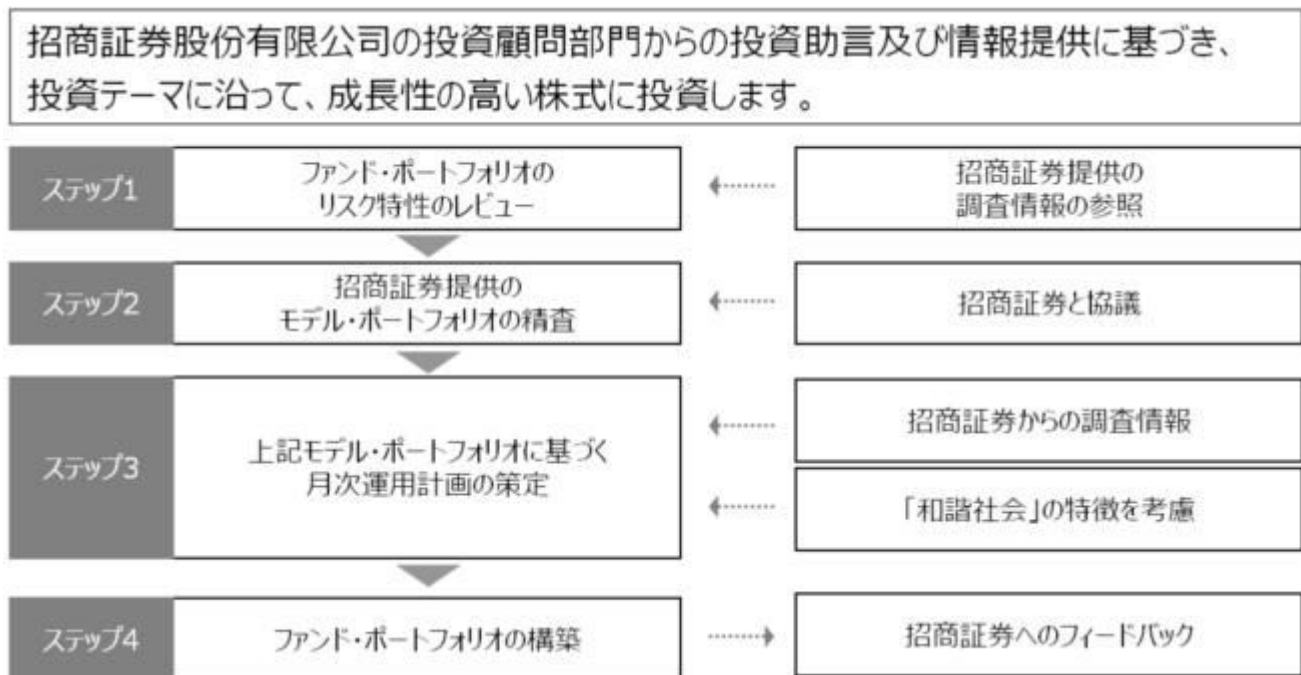 招商証券股份有限公司の投資顧問部門からの投資助言及び情報提供に基づき、
投資テーマに沿って、成長性の高い株式に投資します。
ステップ1
ファンド・ポートフォリオの
リスク特性のレビュー
招商証券提供の
調査情報の参照
ステップ2
招商証券提供の
モデル・ポートフォリオの精査
招商証券と協議
ステップ3
上記モデル・ポートフォリオに基づく
月次運用計画の策定
招商証券からの調査情報
「和諧社会」の特徴を考慮
ステップ4
ファンド・ポートフォリオの構築
招商証券へのフィードバック